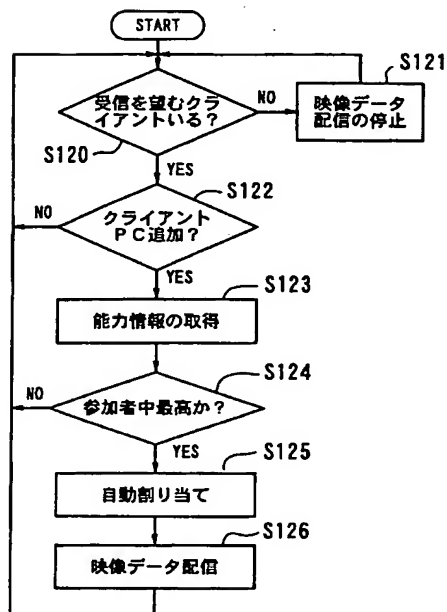 START
S121
受信を望むクラ
イアントいる?
NO
映像データ
配信の停止
S120
YES
S122
NO
クライアント
PC追加?
YES
S123
能力情報の取得
S124
NO
参加者中最高か?
YES
S125
自動割り当て
S126
映像データ配信